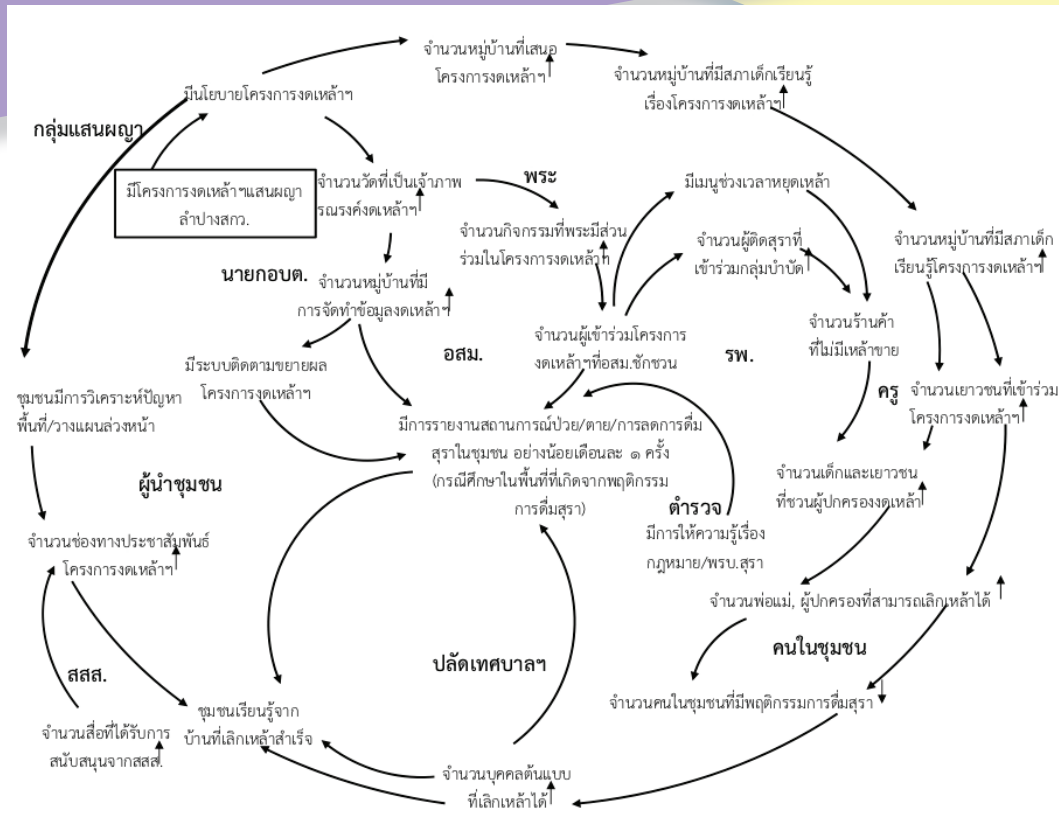 จำนวนหมู่บ้านที่เสนอ
โครงการงดเหล้าฯ
จำนวนหมู่บ้านที่มีสภาเด็กเรียนรู้
เรื่องโครงการงดเหล้าฯ
มีนโยบายโครงการงดเหล้าฯ
กลุ่มแสนผญา
มีโครงการงดเหล้าฯแสนผญา
ลำปางสกว.
จำนวนวัดที่เป็นเจ้าภาพ
รณรงค์งดเหล้าฯ
พระ
มีเมนูช่วงเวลาหยุดเหล้า
จำนวนกิจกรรมที่พระมีส่วน
ร่วมในโครงการงดเหล้าฯ
จำนวนผู้ติดสุราที่
เข้าร่วมกลุ่มบำบัด
จำนวนหมู่บ้านที่มีสภาเด็ก
เรียนรู้โครงการงดเหล้าฯ
นายกอบต.
จำนวนหมู่บ้านที่มี
การจัดทำข้อมูลงดเหล้าฯ
จำนวนผู้เข้าร่วมโครงการ
งดเหล้าฯที่อสม.ชักชวน
จำนวนร้านค้า
ที่ไม่มีเหล้าขาย
อสม.
รพ.
มีระบบติดตามขยายผล
โครงการงดเหล้าฯ
ครู
จำนวนเยาวชนที่เข้าร่วม
โครงการงดเหล้าฯ
ชุมชนมีการวิเคราะห์ปัญหา
พื้นที่/วางแผนล่วงหน้า
มีการรายงานสถานการณ์ป่วย/ตาย/การลดการดื่ม
สุราในชุมชน อย่างน้อยเดือนละ ๑ ครั้ง
(กรณีศึกษาในพื้นที่ที่เกิดจากพฤติกรรม
การดื่มสุรา)
จำนวนเด็กและเยาวชน
ที่ชวนผู้ปกครองงดเหล้า
ผู้นำชุมชน
ตำรวจ
มีการให้ความรู้เรื่อง
กฎหมาย/พรบ.สุรา
จำนวนช่องทางประชาสัมพันธ์
โครงการงดเหล้าฯ
จำนวนพ่อแม่, ผู้ปกครองที่สามารถเลิกเหล้าได้
คนในชุมชน
ปลัดเทศบาลฯ
สสส.
จำนวนคนในชุมชนที่มีพฤติกรรมการดื่มสุรา
ชุมชนเรียนรู้จาก
บ้านที่เลิกเหล้าสำเร็จ
จำนวนสื่อที่ได้รับการ
สนับสนุนจากสสส.
จำนวนบุคคลต้นแบบ
ที่เลิกเหล้าได้